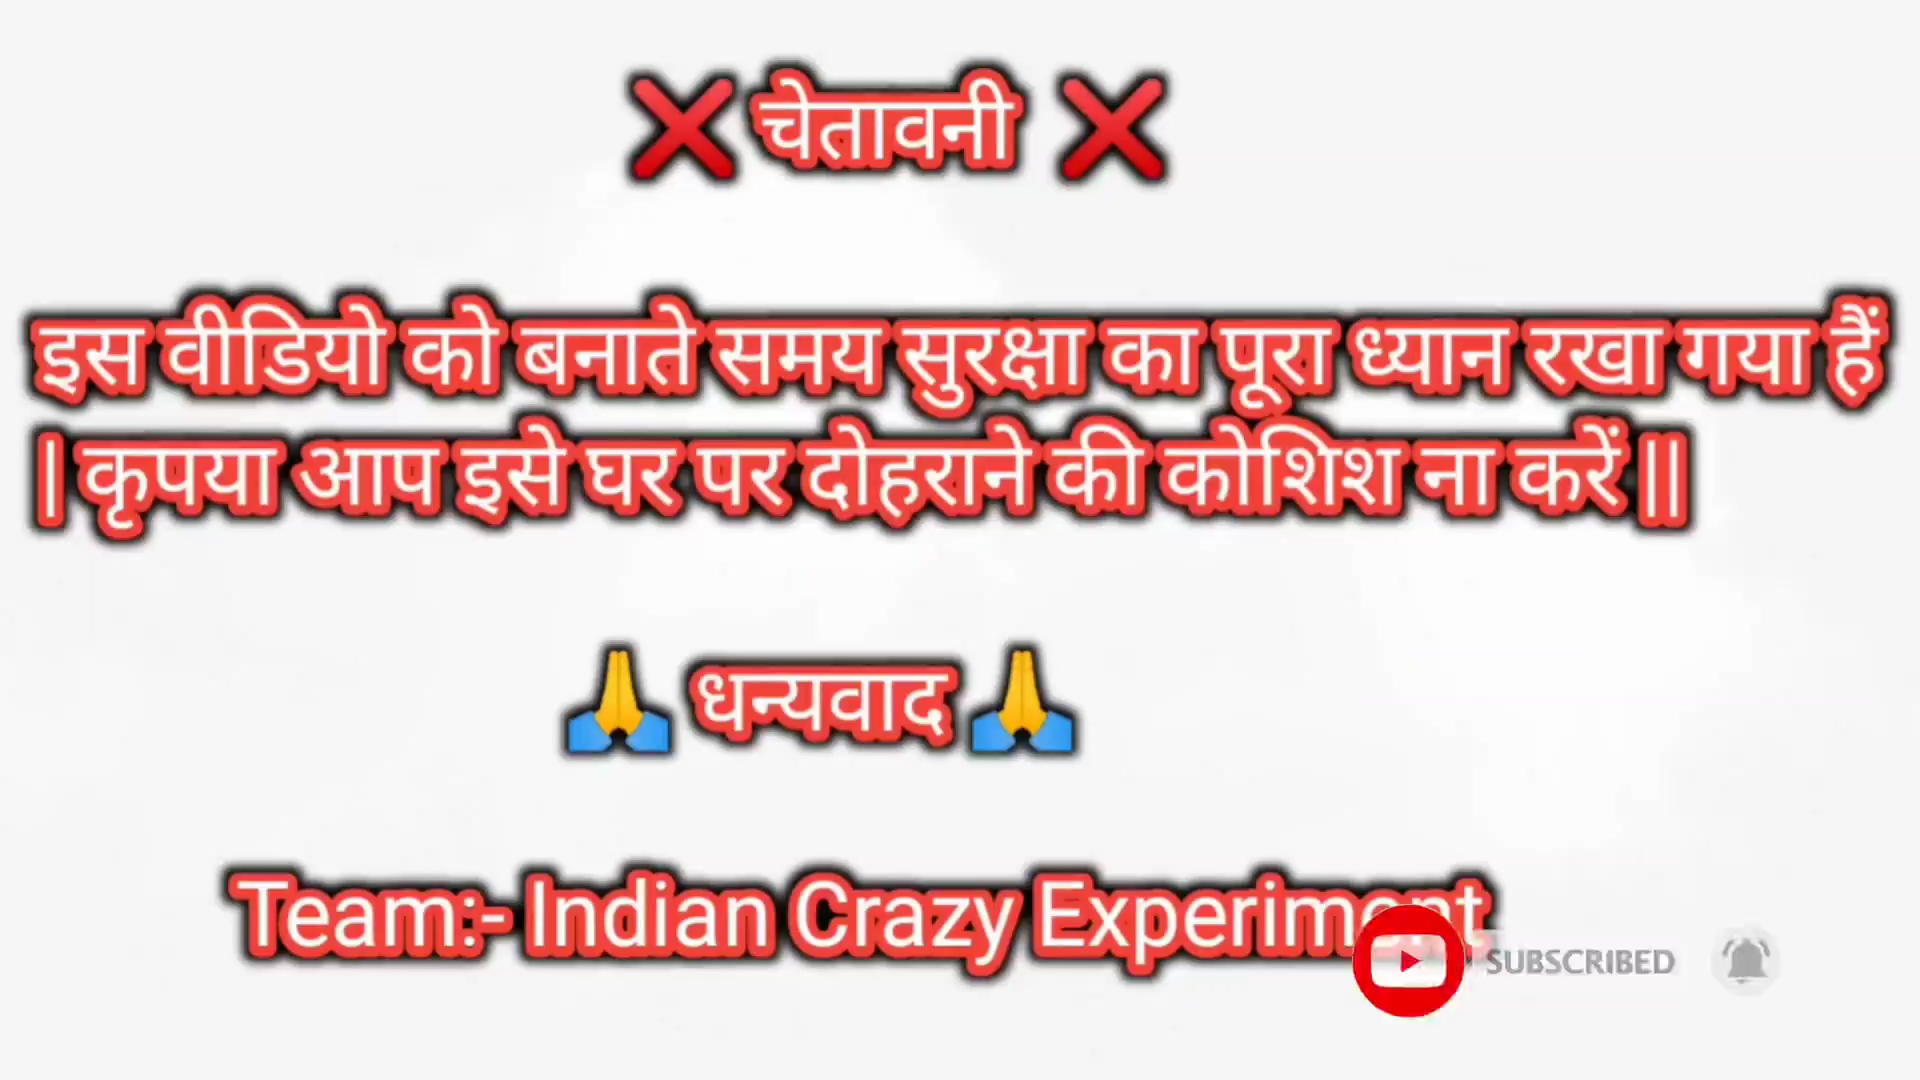 ❌ चेतावनी ❌
इस वीडियो को बनाते समय सुरक्षा का पूरा ध्यान रखा गया हैं
| कृपया आप इसे घर पर दोहराने की कोशिश ना करें ||
🙏 धन्यवाद 🙏
Team:- Indian Crazy Experiment
SUBSCRIBED